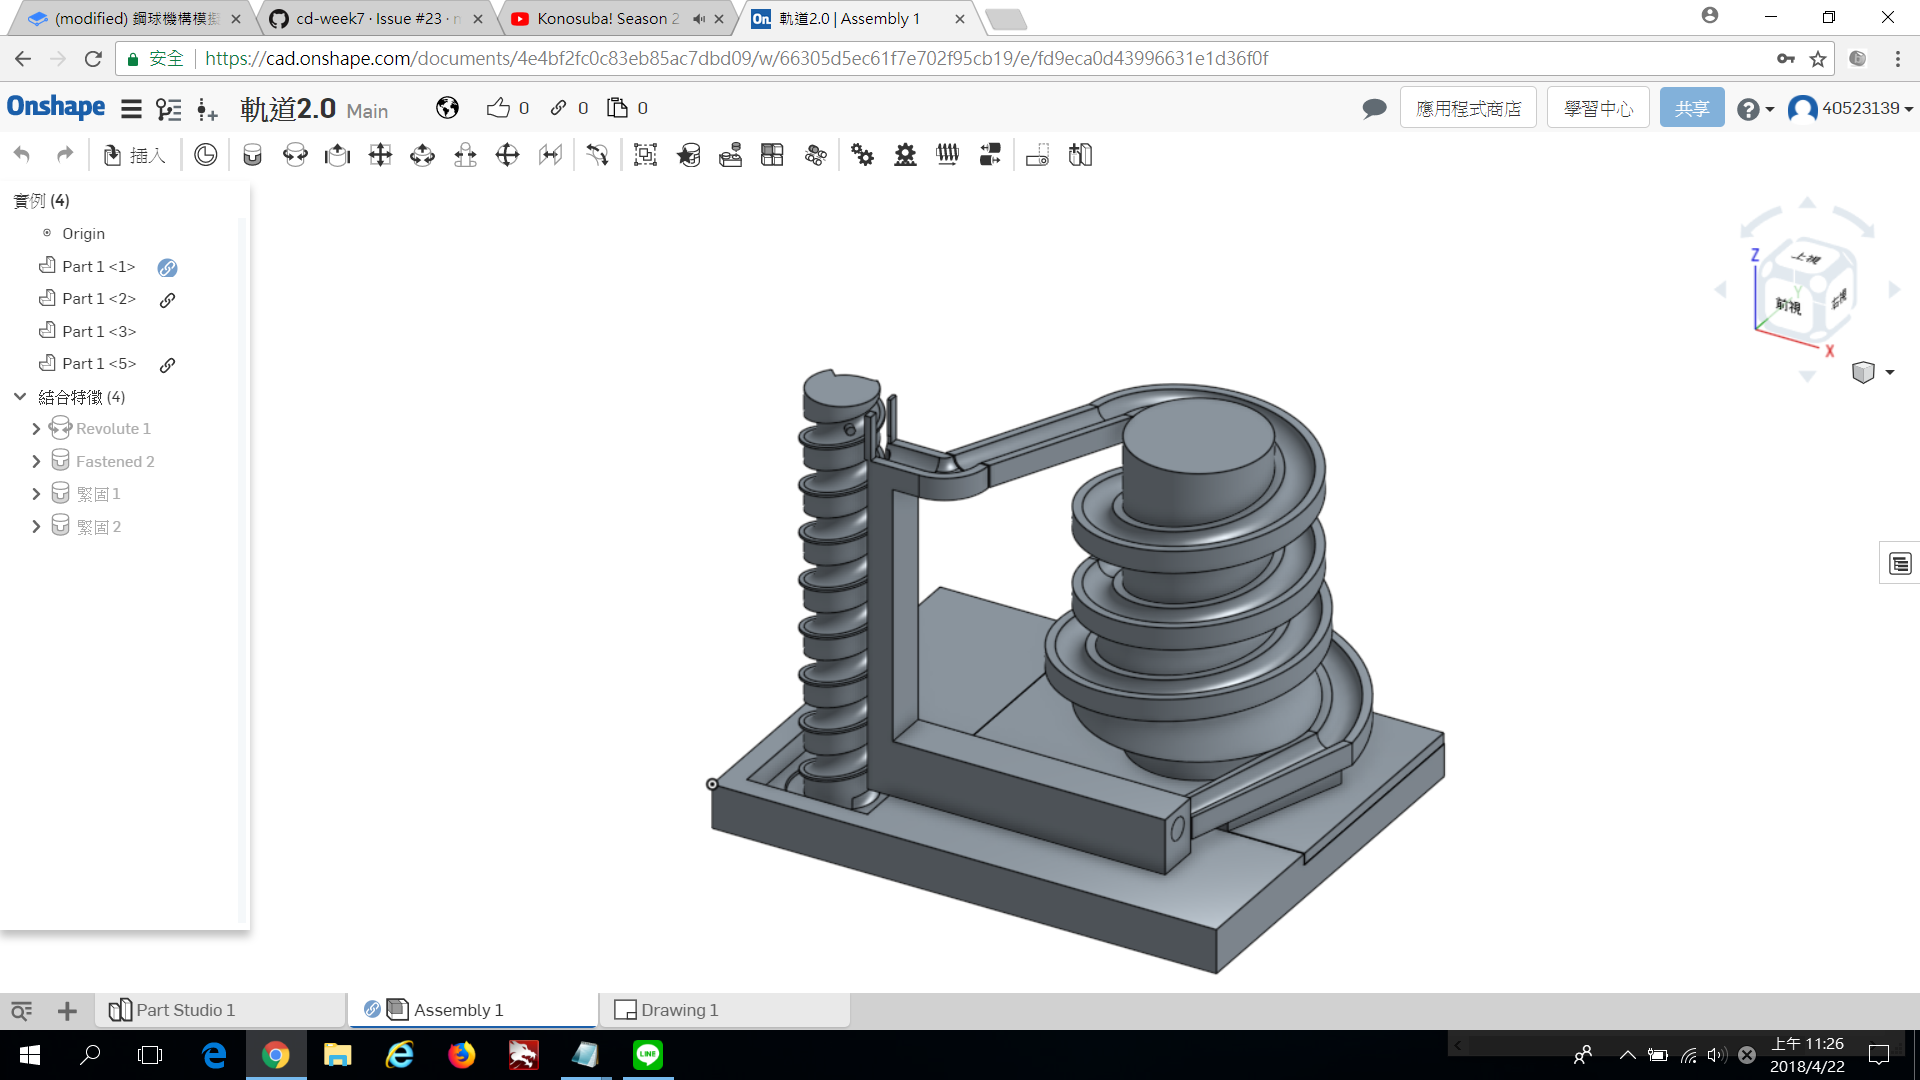 (modified) 鋼球機構模擬
cd-week7 · Issue #23 · n
Konosuba! Season 2
On. 軌道2.0 | Assembly 1
安全 https://cad.onshape.com/documents/4e4bf2fc0c83eb85ac7dbd09/w/66305d5ec61f7e702f95cb19/e/fd9eca0d43996631e1d36f0f
Onshape 軌道2.0 Main 0 0 0 應用程式商店 學習中心 共享 40523139
插入
實例 (4)
Origin
Part 1 <1>
Part 1 <2>
Part 1 <3>
Part 1 <5>
結合特徵 (4)
Revolute 1
Fastened 2
緊固 1
緊固 2
Z
上視
Y
前視
右視
X
Part Studio 1
Assembly 1
Drawing 1
LINE
上午 11:26
2018/4/22